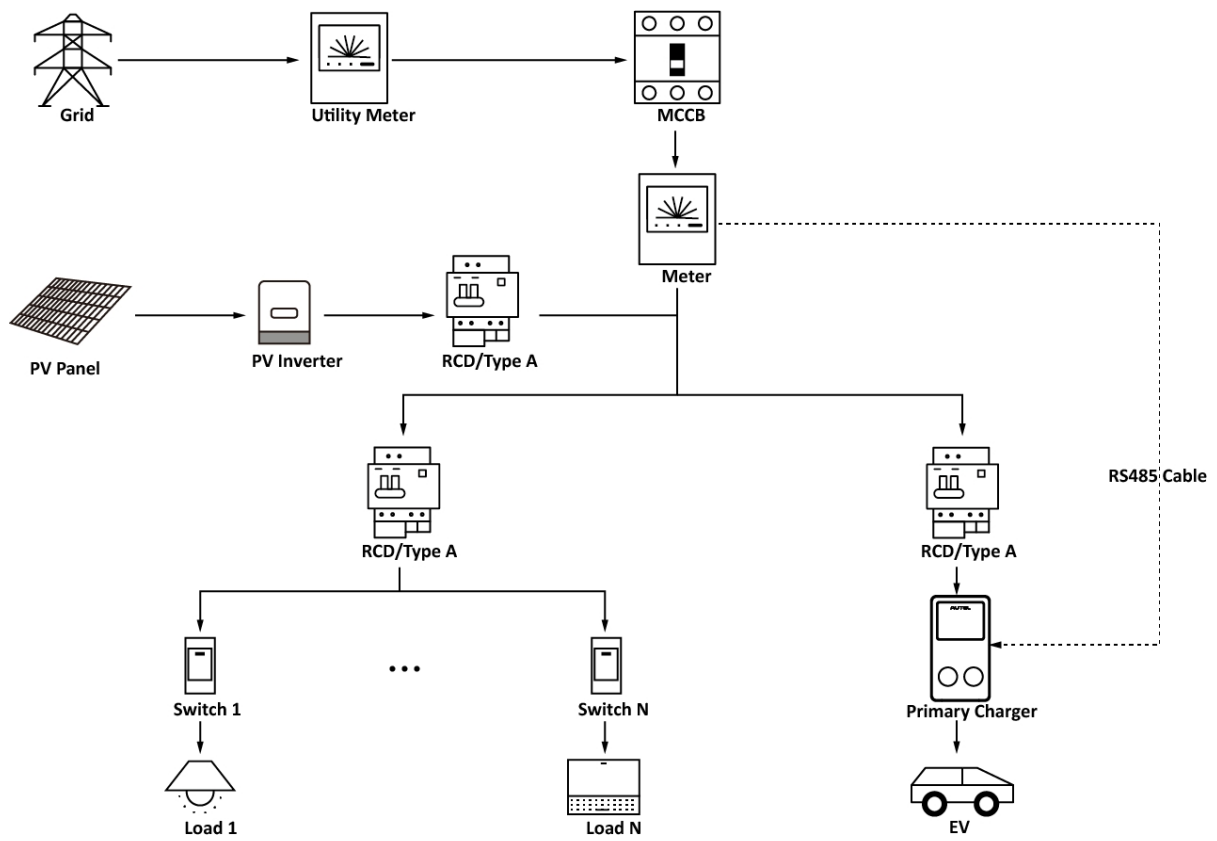 Grid
Utility Meter
MCCB
Meter
PV Panel
PV Inverter
RCD/Type A
RCD/Type A
RCD/Type A
RS485 Cable
AUTEL
Switch 1
Switch N
Primary Charger
Load 1
Load N
EV